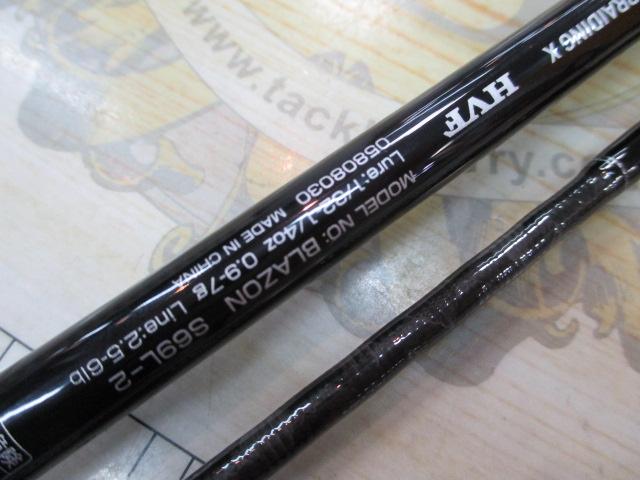 BRAIDING X
HVF
MODEL NO: BLAZON S69L-2
Lure:1/32-1/4oz 0.9-7g Line:2.5-6lb
05808030 MADE IN CHINA
www.tackl
ry.com